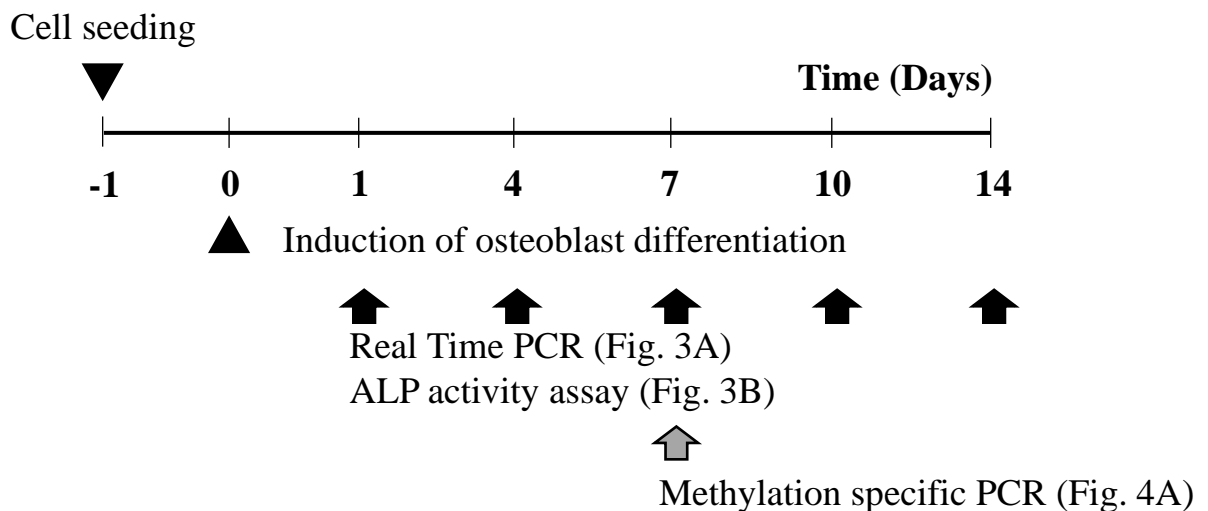 Cell seeding
Time (Days)
-1 0 1 4 7 10 14
Induction of osteoblast differentiation
Real Time PCR (Fig. 3A)
ALP activity assay (Fig. 3B)
Methylation specific PCR (Fig. 4A)